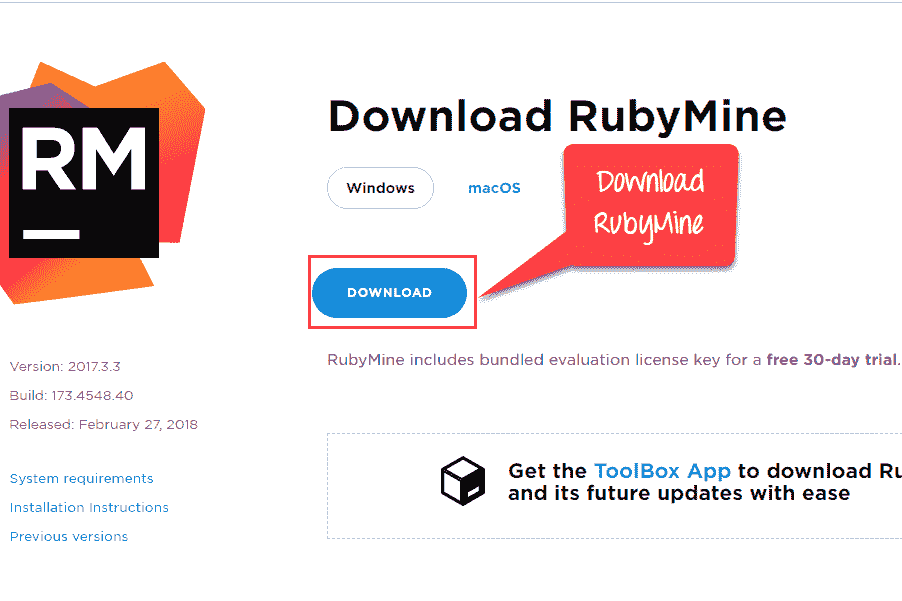 RM
Download RubyMine
Windows
macOS
Download
RubyMine
DOWNLOAD
RubyMine includes bundled evaluation license key for a free 30-day trial.
Version: 2017.3.3
Build: 173.4548.40
Released: February 27, 2018
System requirements
Installation Instructions
Previous versions
Get the ToolBox App to download Ru
and its future updates with ease